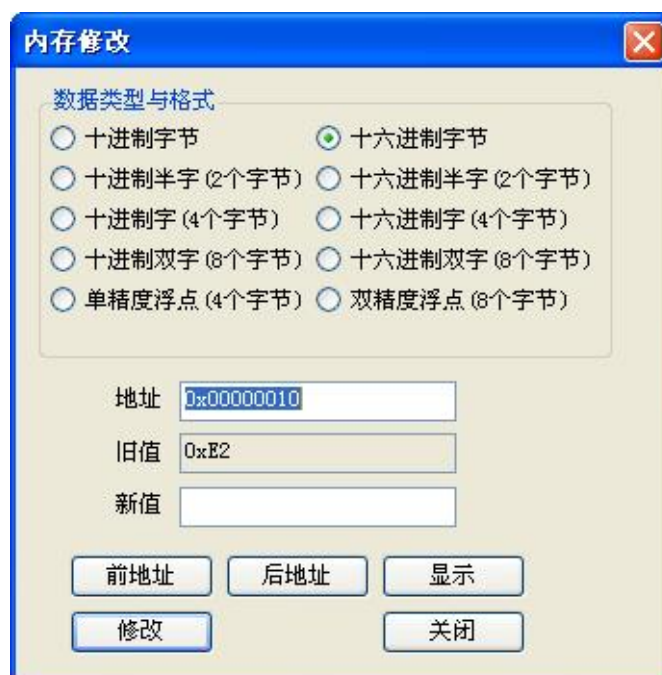 内存修改
数据类型与格式
十进制字节 十六进制字节
十进制半字(2个字节) 十六进制半字(2个字节)
十进制字(4个字节) 十六进制字(4个字节)
十进制双字(8个字节) 十六进制双字(8个字节)
单精度浮点(4个字节) 双精度浮点(8个字节)
地址 0x00000010
旧值 0xE2
新值
前地址 后地址 显示
修改 关闭